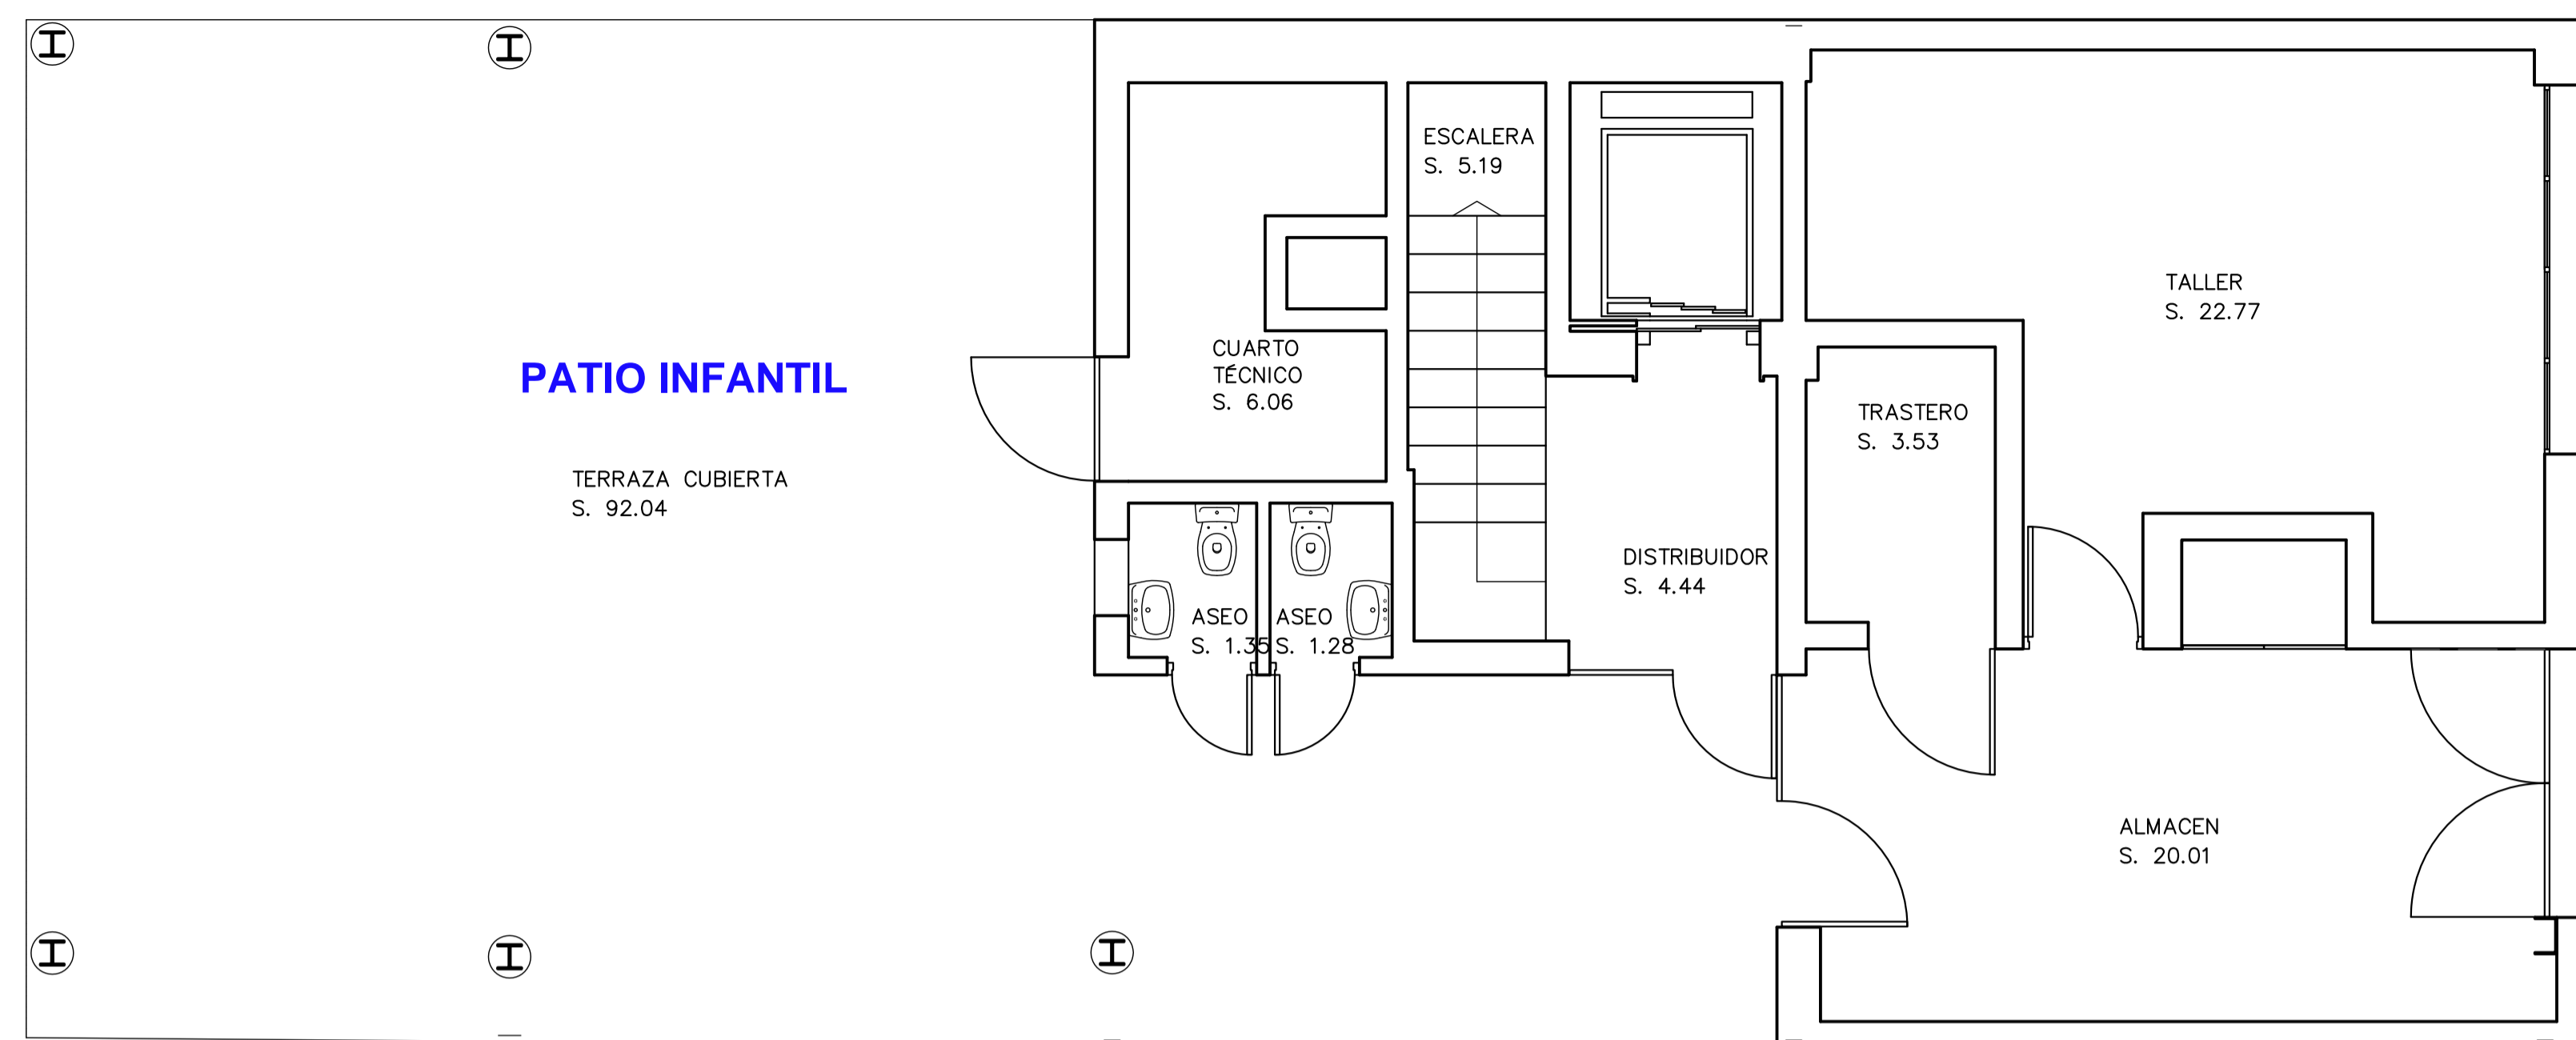 ESCALERA
S. 5.19
TALLER
S. 22.77
CUARTO
TÉCNICO
S. 6.06
PATIO INFANTIL
TRASTERO
S. 3.53
TERRAZA CUBIERTA
S. 92.04
DISTRIBUIDOR
S. 4.44
ASEO
S. 1.35
ASEO
S. 1.28
ALMACEN
S. 20.01